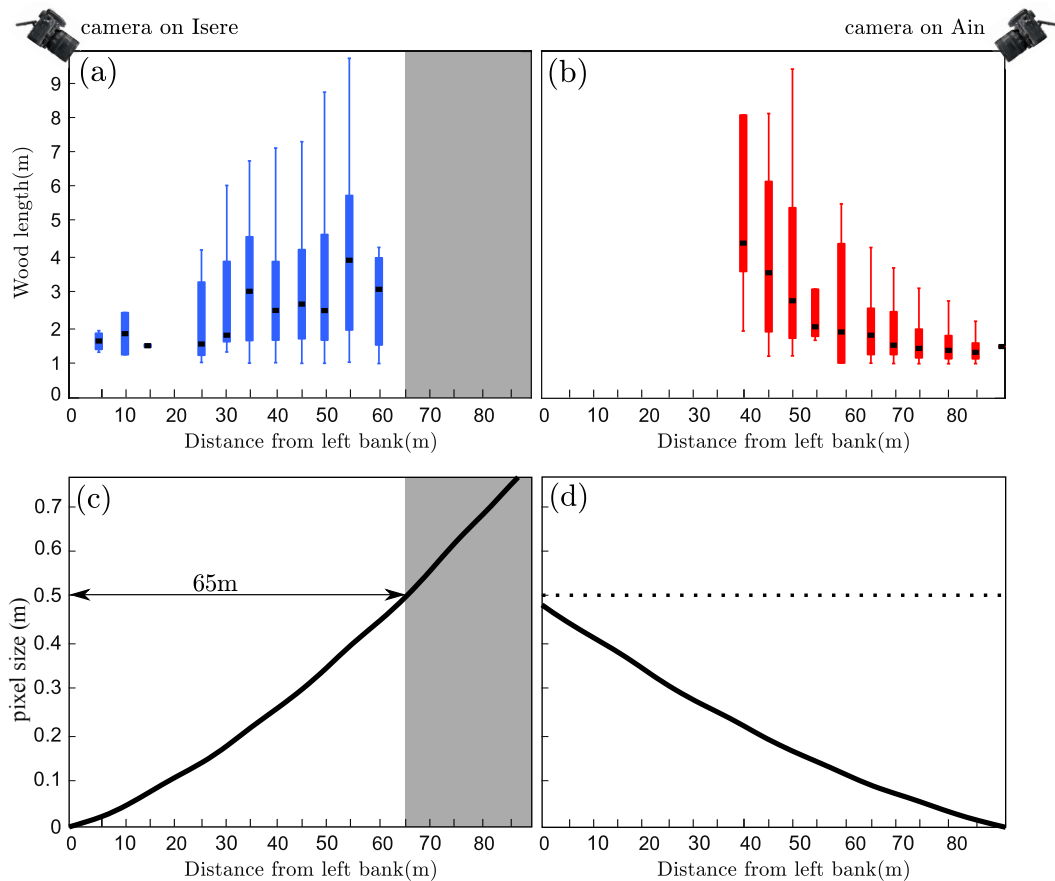 camera on Isere
camera on Ain
(a)
(b)
Wood length(m)
9
8
7
6
5
4
3
2
1
0
0 10 20 30 40 50 60 70 80
0 10 20 30 40 50 60 70 80
Distance from left bank(m)
Distance from left bank(m)
(c)
(d)
pixel size (m)
0.7
0.6
0.5
0.4
0.3
0.2
0.1
0
65m
0 10 20 30 40 50 60 70 80
0 10 20 30 40 50 60 70 80
Distance from left bank(m)
Distance from left bank(m)